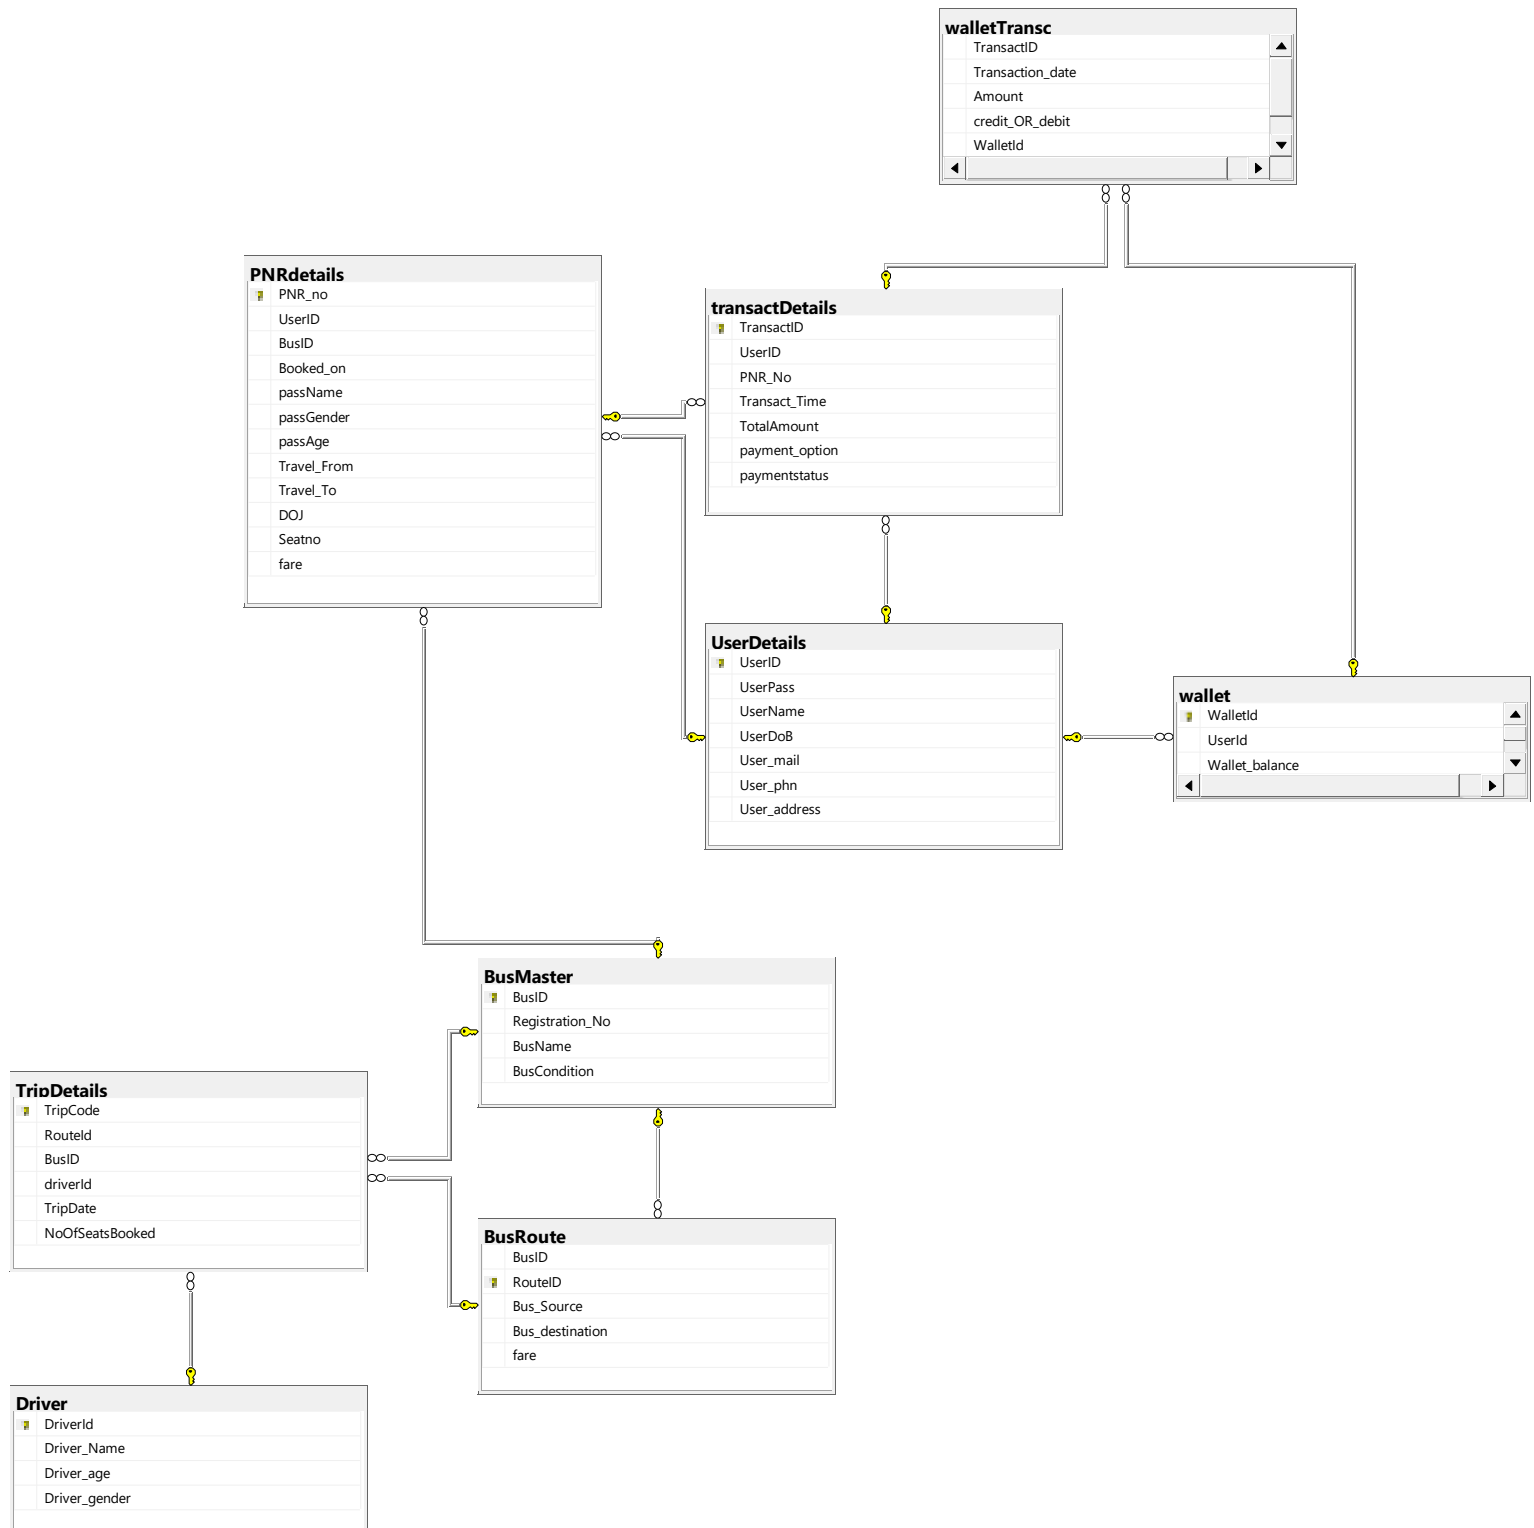 walletTransc
TransactID
Transaction_date
Amount
credit_OR_debit
WalletId
PNRdetails
PNR_no
UserID
BusID
Booked_on
passName
passGender
passAge
Travel_From
Travel_To
DOJ
Seatno
fare
transactDetails
TransactID
UserID
PNR_No
Transact_Time
TotalAmount
payment_option
paymentstatus
UserDetails
UserID
UserPass
UserName
UserDoB
User_mail
User_phn
User_address
wallet
WalletId
UserId
Wallet_balance
BusMaster
BusID
Registration_No
BusName
BusCondition
TripDetails
TripCode
RouteId
BusID
driverId
TripDate
NoOfSeatsBooked
BusRoute
BusID
RouteID
Bus_Source
Bus_destination
fare
Driver
DriverId
Driver_Name
Driver_age
Driver_gender